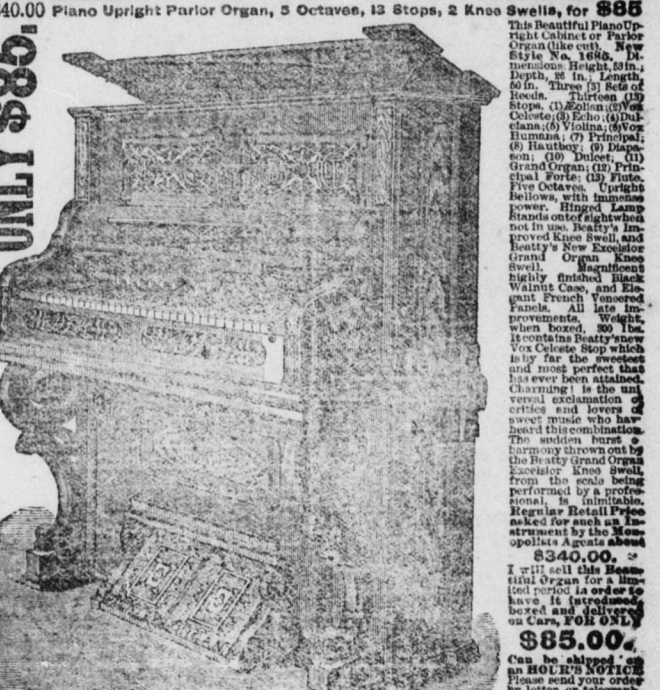 $40.00 Piano Upright Parlor Organ, 5 Octaves, 13 Stops, 2 Knee Swells, for $85
ONLY $85.
This Beautiful Piano Up-
right Cabinet or Parlor
Organ (like cut). New
Style No. 1685. Di-
mensions: Height, 53 in.;
Depth, 26 in.; Length,
50 in. Three [3] Sets of
Reeds. Thirteen (13)
Stops. (1) Æolian; (2) Vox
Celeste; (3) Echo; (4) Dul-
ciana; (5) Violina; (6) Vox
Humana; (7) Principal;
(8) Hautboy; (9) Diapa-
son; (10) Dulcet; (11)
Grand Organ; (12) Prin-
cipal Forte; (13) Flute.
Five Octaves. Upright
Bellows, with immense
power. Hinged Lamp
Stands out of sight when
not in use. Beatty's Im-
proved Knee Swell, and
Beatty's New Excelsior
Grand Organ Knee
Swell. Magnificent
highly finished Black
Walnut Case, and Ele-
gant French Veneered
Panels. All late im-
provements. Weight,
when boxed, 300 lbs.
It contains Beatty's new
Vox Celeste Stop which
is by far the sweetest
and most perfect that
has ever been attained.
Charming! is the uni
versal exclamation of
critics and lovers of
sweet music who hav
heard this combination.
The sudden burst o
harmony thrown out by
the Beatty Grand Organ
Excelsior Knee Swell,
from the scale being
performed by a profes-
sional, is inimitable.
Regular Retail Price
asked for such an In-
strument by the Mon-
opolists Agents about
$340.00.
I will sell this Beau-
tiful Organ for a lim-
ited period in order to
have it introduced,
boxed and delivered
on Cars, FOR ONLY
$85.00.
Can be shipped on
an HOUR'S NOTICE
Please send your order